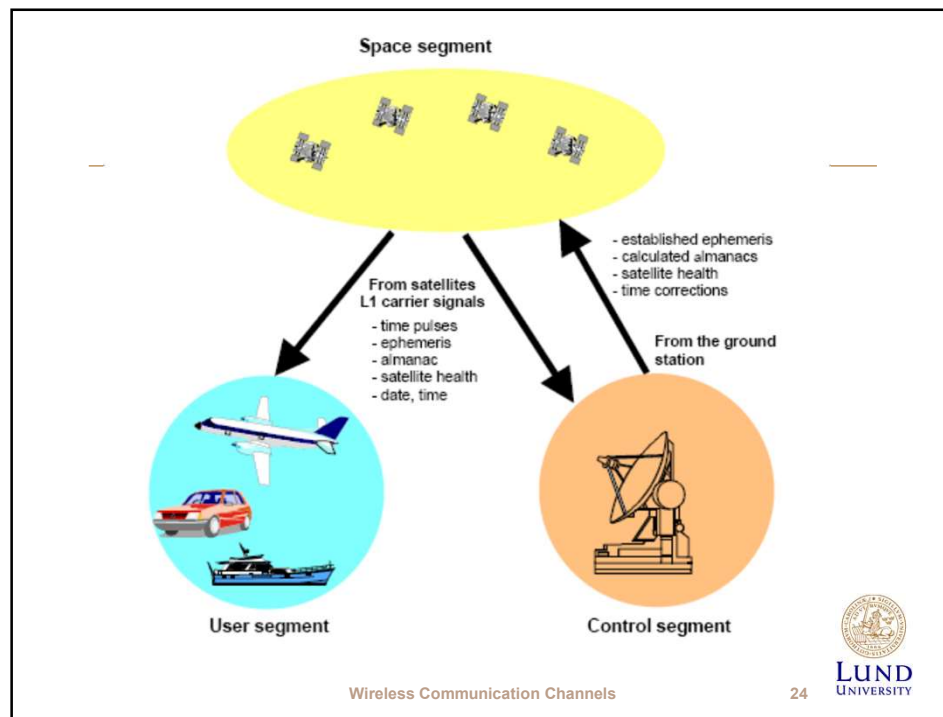 Space segment
- established ephemeris
- calculated almanacs
- satellite health
- time corrections
From satellites
L1 carrier signals
- time pulses
- ephemeris
- almanac
- satellite health
- date, time
From the ground
station
User segment
Control segment
Wireless Communication Channels
24
LUND
UNIVERSITY